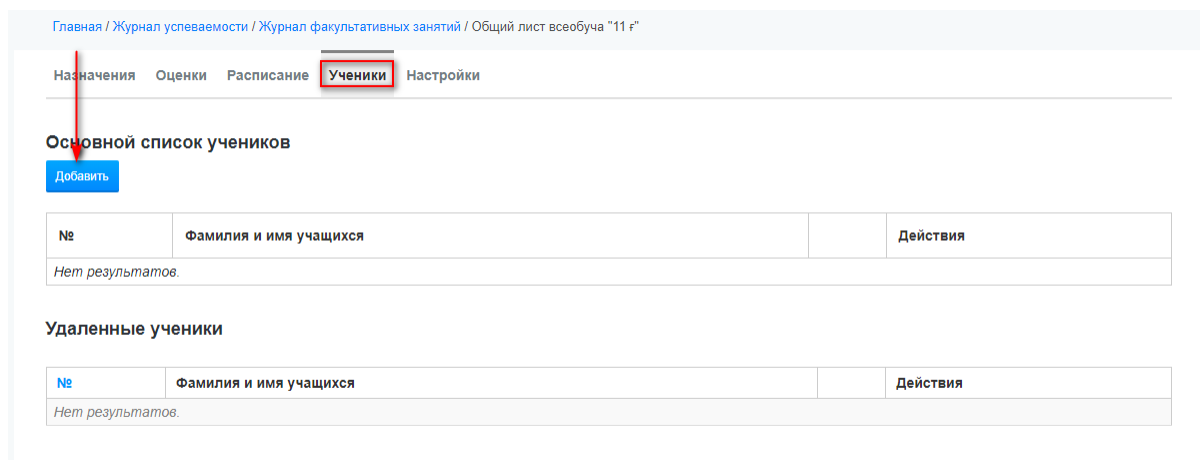 Главная / Журнал успеваемости / Журнал факультативных занятий / Общий лист всеобуча "11 г"
Назначения Оценки Расписание Ученики Настройки
Основной список учеников
Добавить
№ Фамилия и имя учащихся Действия
Нет результатов.
Удаленные ученики
№ Фамилия и имя учащихся Действия
Нет результатов.